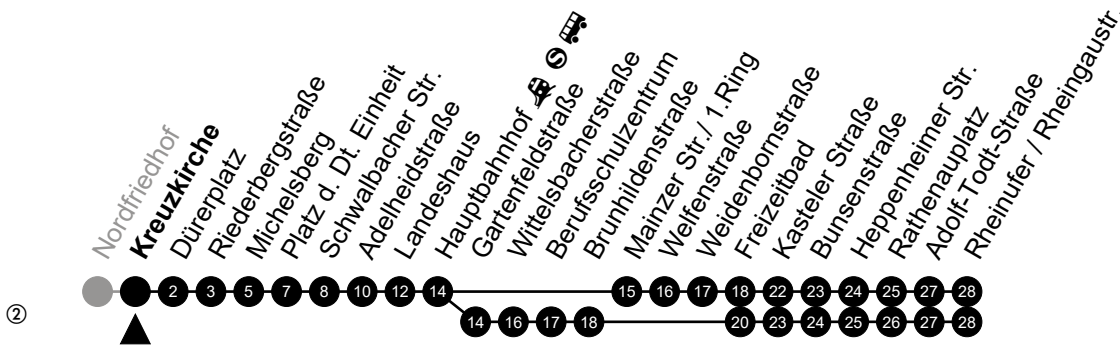 Nordfriedhof
Kreuzkirche
Dürerplatz
Riederbergstraße
Michelsberg
Platz d. Dt. Einheit
Schwalbacher Str.
Adelheidstraße
Landeshaus
Hauptbahnhof S
Gartenfeldstraße
Wittelsbacherstraße
Berufsschulzentrum
Brunhildenstraße
Mainzer Str./ 1.Ring
Welfenstraße
Weidenbornstraße
Freizeitbad
Kasteler Straße
Bunsenstraße
Heppenheimer Str.
Rathenauplatz
Adolf-Todt-Straße
Rheinufer / Rheingaustr.
2 3 5 7 8 10 12 14 15 16 17 18 22 23 24 25 27 28
② 14 16 17 18 20 23 24 25 26 27 28